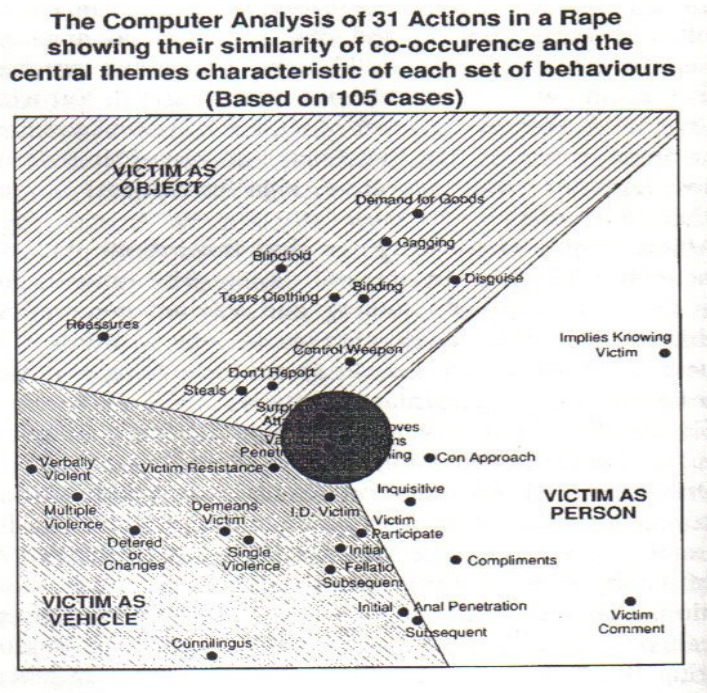 The Computer Analysis of 31 Actions in a Rape
showing their similarity of co-occurence and the
central themes characteristic of each set of behaviours
(Based on 105 cases)
VICTIM AS
OBJECT
Demand for Goods
Gagging
Blindfold
Disguise
Binding
Tears Clothing
Reassures
Implies Knowing
Victim
Control Weapon
Don't Report
Steals
Verbally
Violent
Victim Resistance
Con Approach
Inquisitive
VICTIM AS
PERSON
Multiple
Violence
Demeans
Victim
I.D. Victim
Victim
Participate
Detered
or
Changes
Single
Violence
Initial
Fellatio
Subsequent
Compliments
VICTIM AS
VEHICLE
Initial
Anal Penetration
Subsequent
Victim
Comment
Cunnilingus